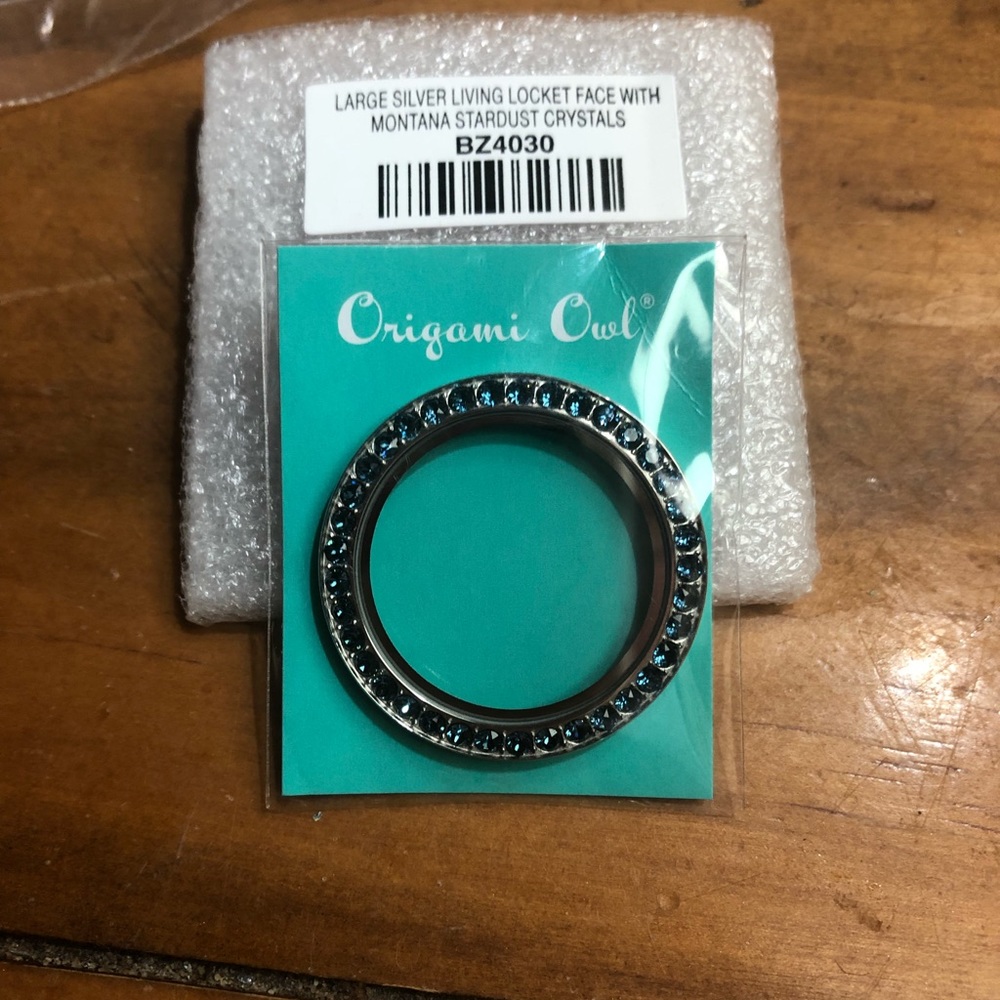 LARGE SILVER LIVING LOCKET FACE WITH
MONTANA STARDUST CRYSTALS
BZ4030
Origami Owl®